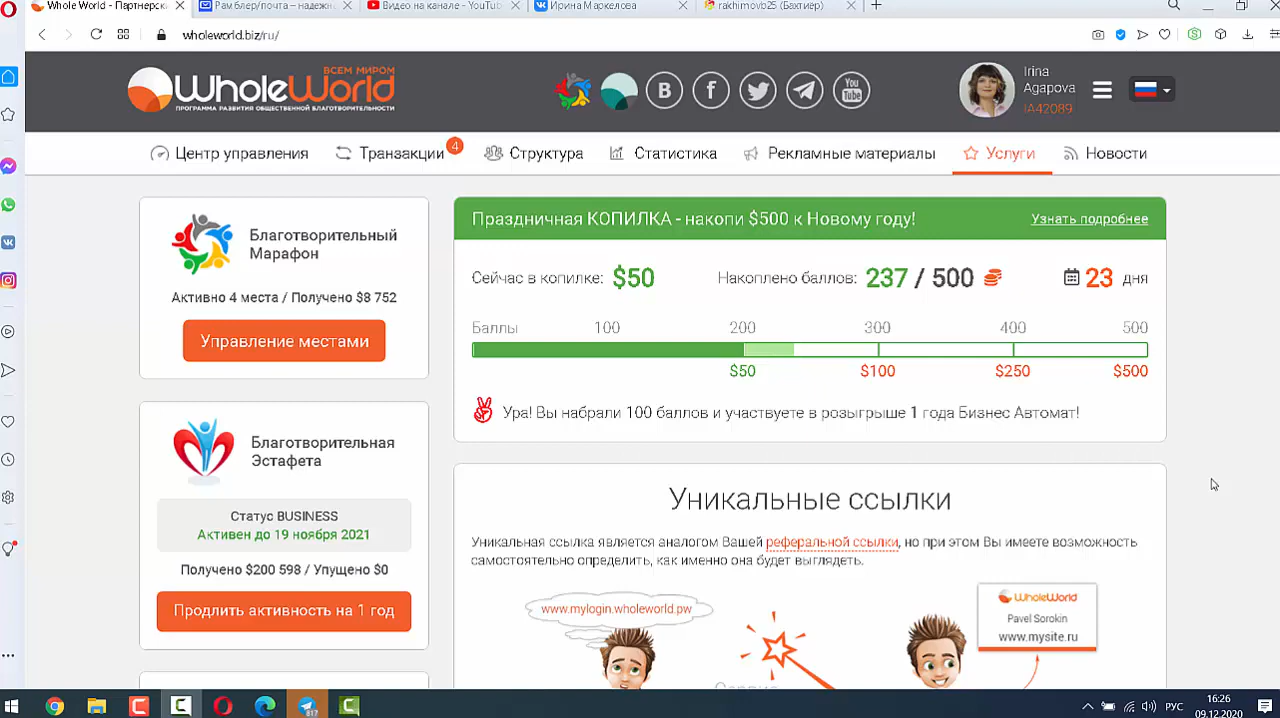 Whole World - Партнерска
Рамблер/почта – надежн
Видео на канале - YouTub
Ирина Маркелова
rakhimovb25 (Бахтиёр)
wholeworld.biz/ru/
ВСЕМ МИРОМ
WHOLEWORLD
ПРОГРАММА РАЗВИТИЯ ОБЩЕСТВЕННОЙ БЛАГОТВОРИТЕЛЬНОСТИ
B
f
You Tube
Irina
Agapova
IA42089
Центр управления
Транзакции 4
Структура
Статистика
Рекламные материалы
Услуги
Новости
Благотворительный
Марафон
Активно 4 места / Получено $8 752
Управление местами
Благотворительная
Эстафета
Статус BUSINESS
Активен до 19 ноября 2021
Получено $200 598 / Упущено $0
Продлить активность на 1 год
Праздничная КОПИЛКА - накопи $500 к Новому году!
Узнать подробнее
Сейчас в копилке: $50
Накоплено баллов: 237 / 500
23 дня
Баллы 100 200 300 400 500
$50 $100 $250 $500
Ура! Вы набрали 100 баллов и участвуете в розыгрыше 1 года Бизнес Автомат!
Уникальные ссылки
Уникальная ссылка является аналогом Вашей реферальной ссылки, но при этом Вы имеете возможность
самостоятельно определить, как именно она будет выглядеть.
www.mylogin.wholeworld.pw
WHOLEWORLD
Pavel Sorokin
www.mysite.ru
817
РУС
16:26
09.12.2020